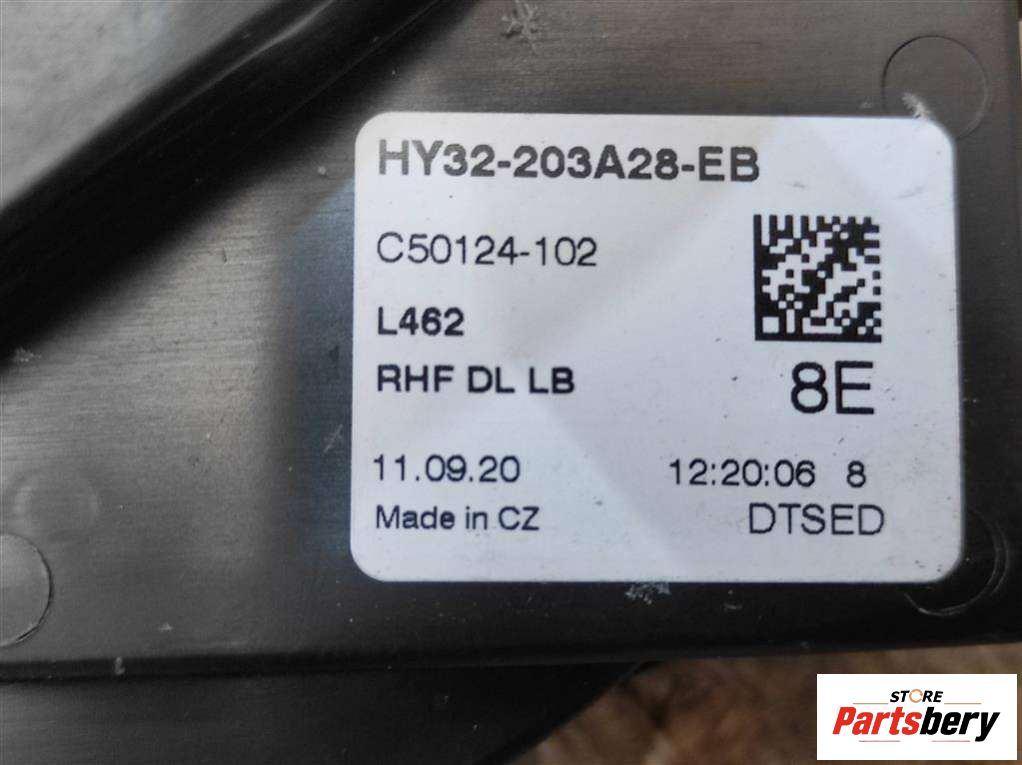 HY32-203A28-EB
C50124-102
L462
RHF DL LB
8E
11.09.20 12:20:06 8
Made in CZ DTSED
STORE
Partsbery